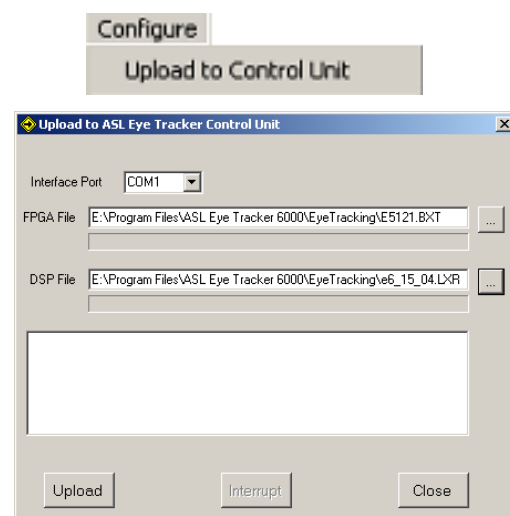 Configure
Upload to Control Unit
Upload to ASL Eye Tracker Control Unit
Interface Port COM1
FPGA File E:\Program Files\ASL Eye Tracker 6000\EyeTracking\E5121.BXT ...
DSP File E:\Program Files\ASL Eye Tracker 6000\EyeTracking\e6_15_04.LXR ...
Upload Interrupt Close